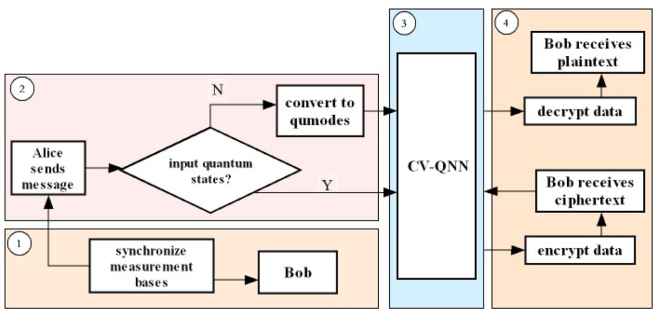 1
synchronize
measurement
bases
Bob
2
Alice
sends
message
input quantum
states?
N
Y
convert to
qumodes
3
CV-QNN
4
Bob receives
plaintext
decrypt data
Bob receives
ciphertext
encrypt data